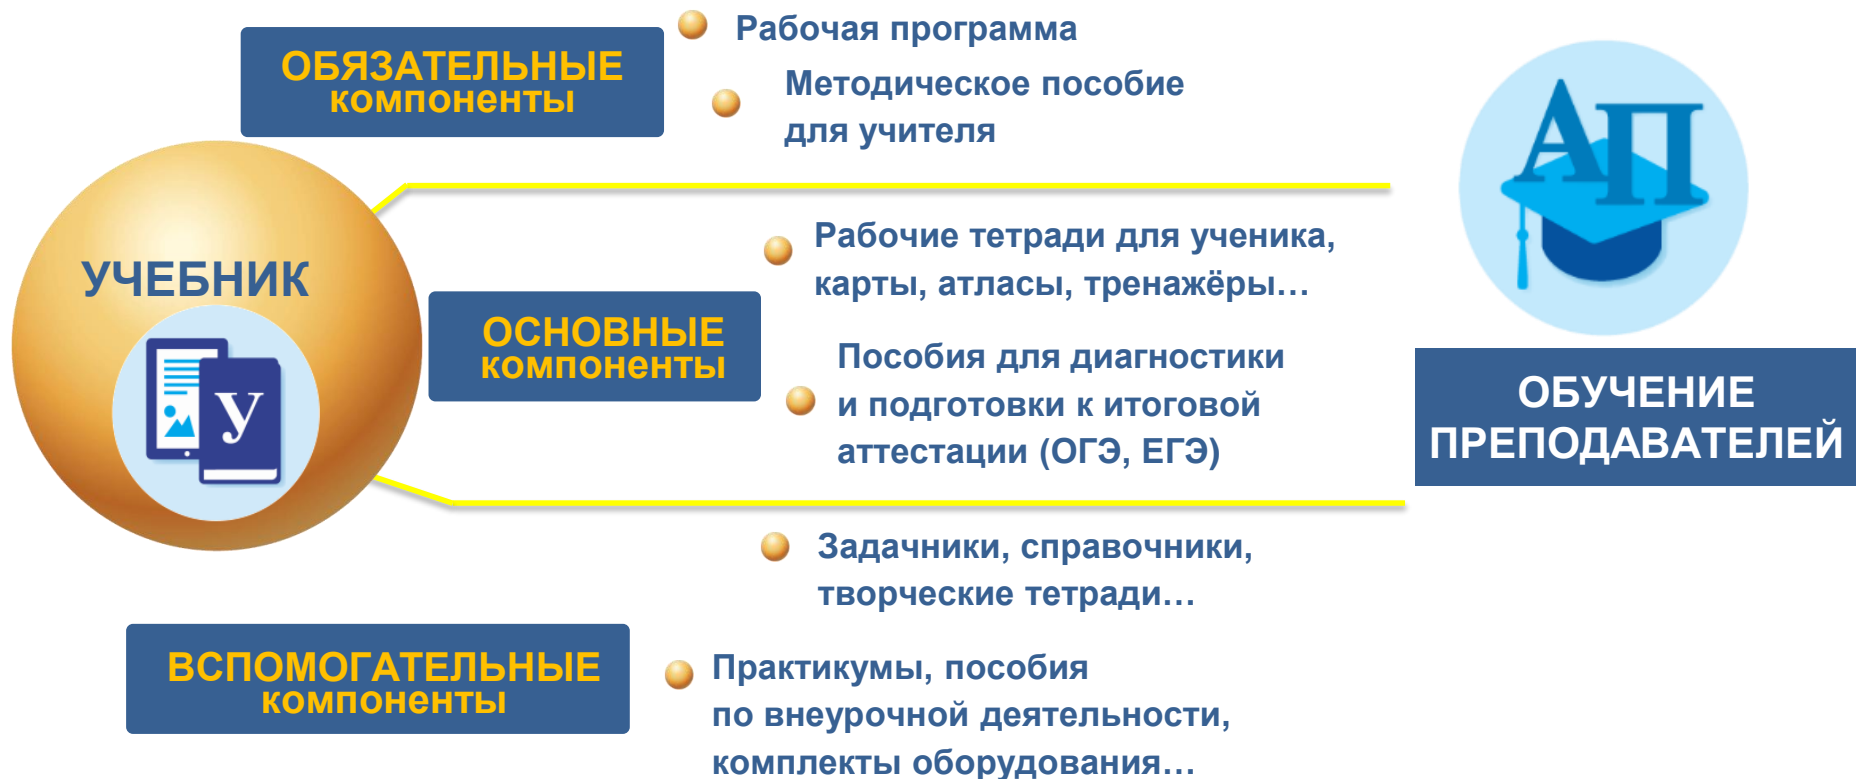 ОБЯЗАТЕЛЬНЫЕ
компоненты
Рабочая программа
Методическое пособие
для учителя
УЧЕБНИК
У
ОСНОВНЫЕ
компоненты
Рабочие тетради для ученика,
карты, атласы, тренажёры…
Пособия для диагностики
и подготовки к итоговой
аттестации (ОГЭ, ЕГЭ)
ВСПОМОГАТЕЛЬНЫЕ
компоненты
Задачники, справочники,
творческие тетради…
Практикумы, пособия
по внеурочной деятельности,
комплекты оборудования…
АП
ОБУЧЕНИЕ
ПРЕПОДАВАТЕЛЕЙ